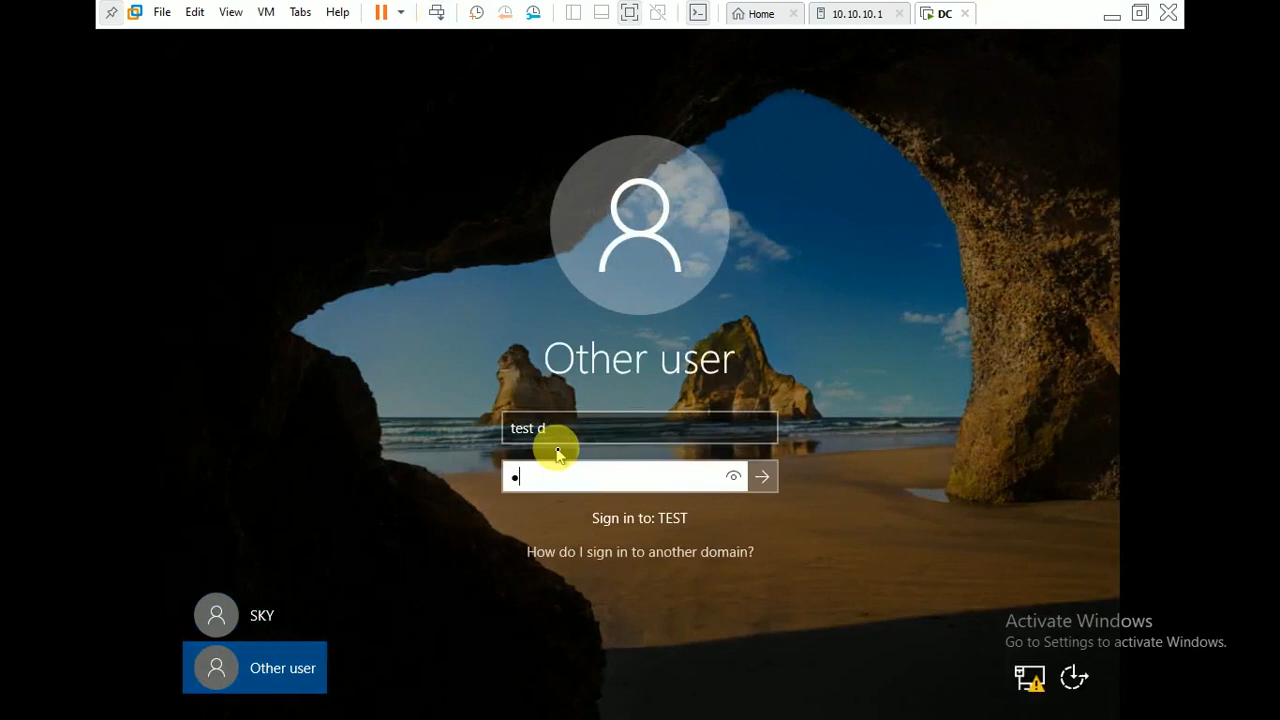 File Edit View VM Tabs Help Home 10.10.10.1 DC
Other user
test d
Sign in to: TEST
How do I sign in to another domain?
SKY
Other user
Activate Windows
Go to Settings to activate Windows.